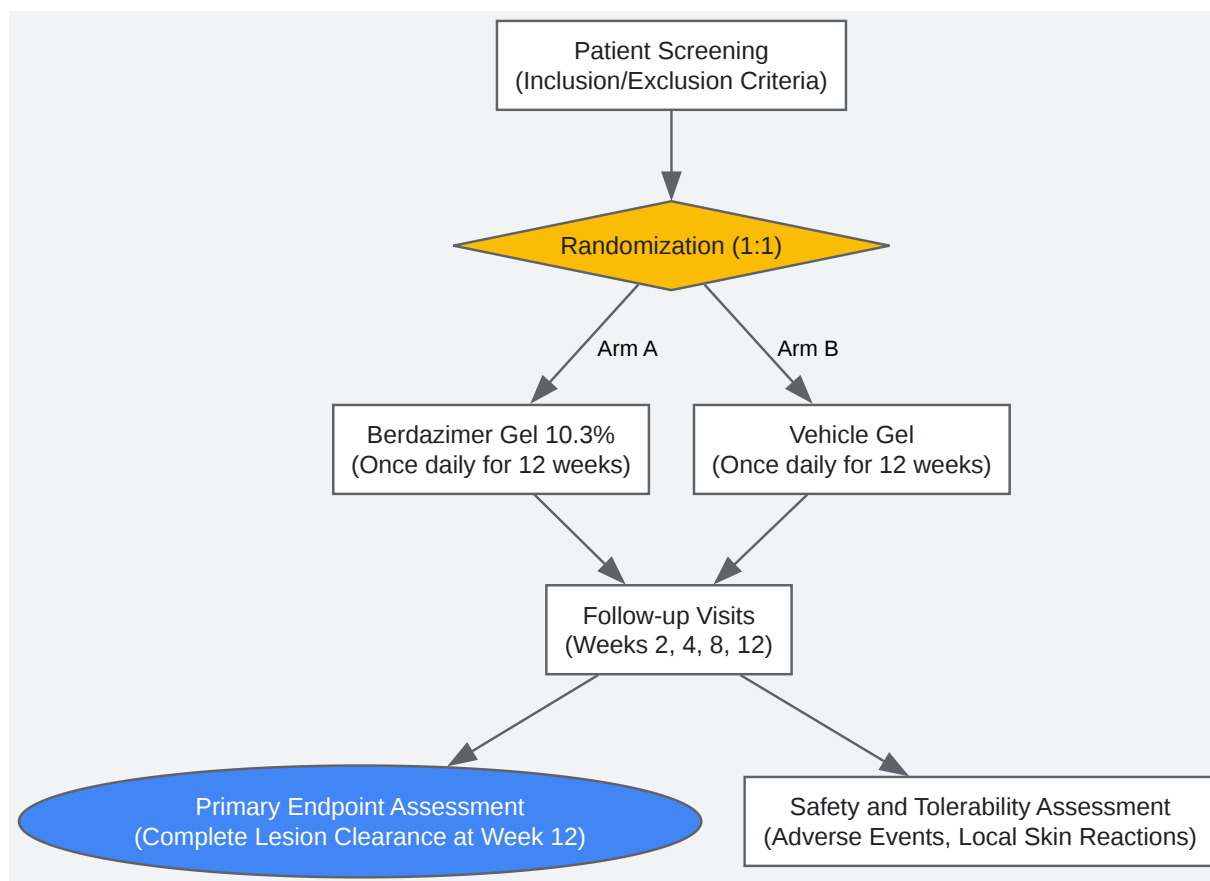 Patient Screening
(Inclusion/Exclusion Criteria)
Randomization (1:1)
Arm A
Arm B
Berdazimer Gel 10.3%
(Once daily for 12 weeks)
Vehicle Gel
(Once daily for 12 weeks)
Follow-up Visits
(Weeks 2, 4, 8, 12)
Primary Endpoint Assessment
(Complete Lesion Clearance at Week 12)
Safety and Tolerability Assessment
(Adverse Events, Local Skin Reactions)